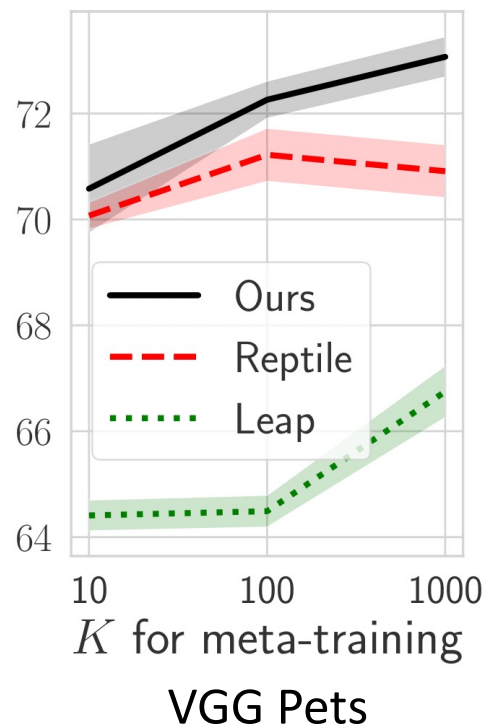 72
70
68
66
64
Ours
Reptile
Leap
10 100 1000
K for meta-training
VGG Pets